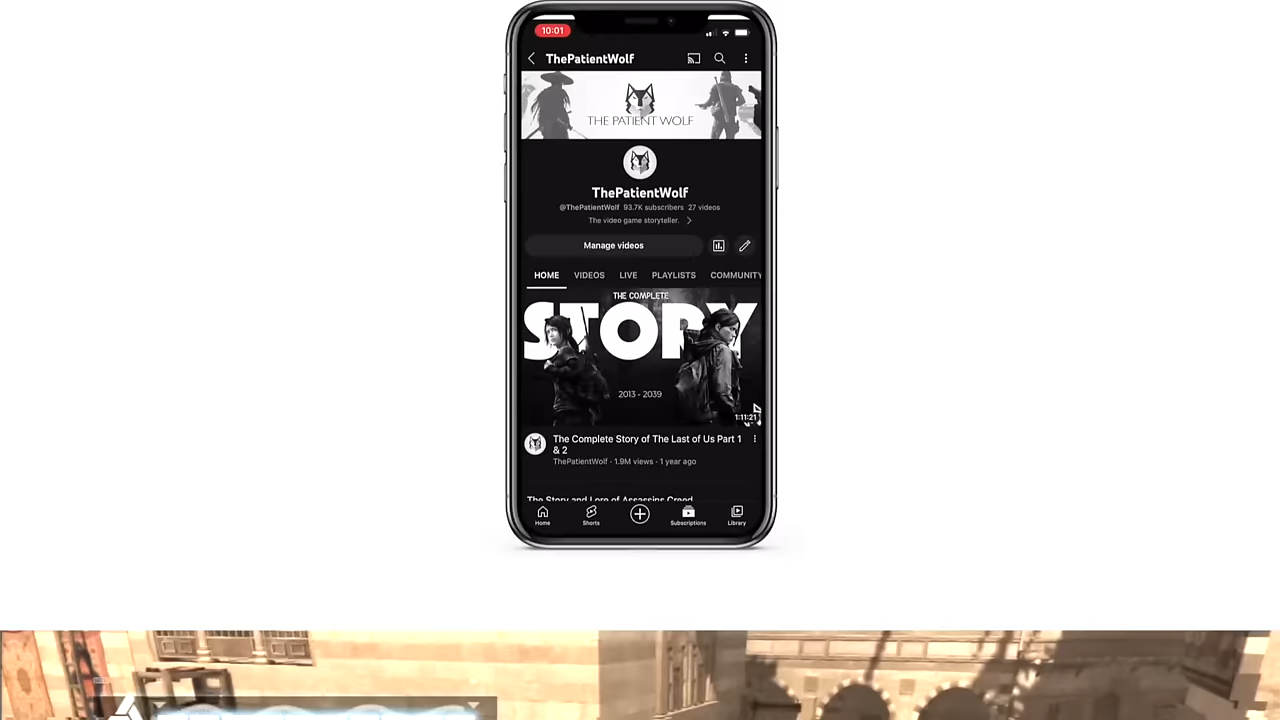 10:01
ThePatientWolf
THE PATIENT WOLF
ThePatientWolf
@ThePatientWolf 93.7K subscribers 27 videos
The video game storyteller.
Manage videos
HOME VIDEOS LIVE PLAYLISTS COMMUNITY
THE COMPLETE
STORY
2013 - 2039
1:11:21
The Complete Story of The Last of Us Part 1
& 2
ThePatientWolf · 1.9M views · 1 year ago
The Story and Lore of Assassins Creed
Home Shorts Subscriptions Library